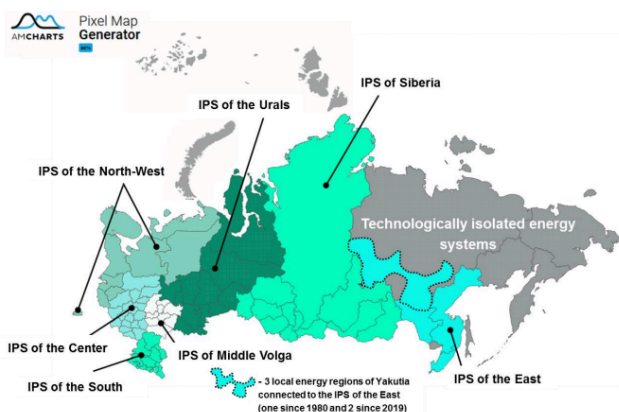 AMCHARTS
Pixel Map
Generator
IPS of the Urals
IPS of Siberia
IPS of the North-West
Technologically isolated energy
systems
IPS of the Center
IPS of Middle Volga
IPS of the South
IPS of the East
- 3 local energy regions of Yakutia
connected to the IPS of the East
(one since 1980 and 2 since 2019)